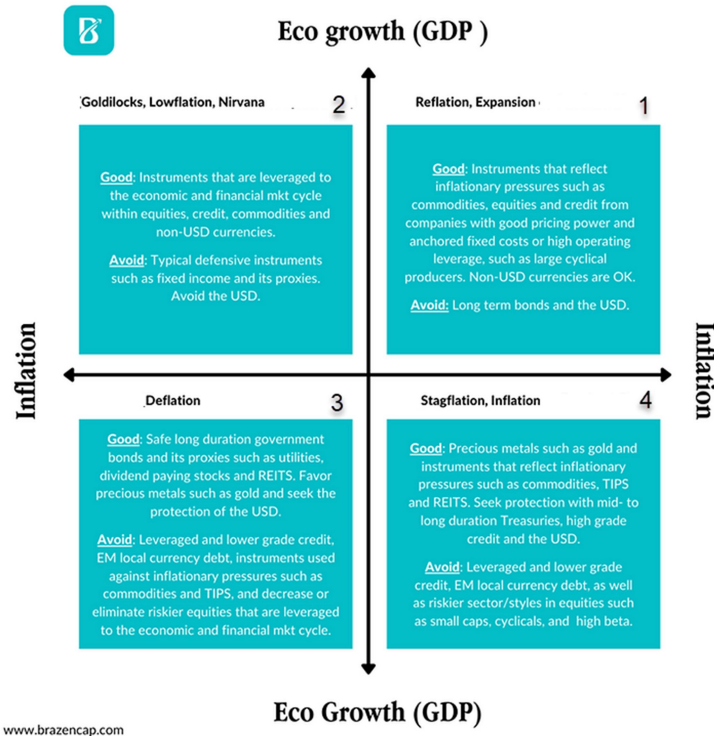 Eco growth (GDP )
Goldilocks, Lowflation, Nirvana
2
Reflation, Expansion
1
Good: Instruments that are leveraged to
the economic and financial mkt cycle
within equities, credit, commodities and
non-USD currencies.
Avoid: Typical defensive instruments
such as fixed income and its proxies.
Avoid the USD.
Good: Instruments that reflect
inflationary pressures such as
commodities, equities and credit from
companies with good pricing power and
anchored fixed costs or high operating
leverage, such as large cyclical
producers. Non-USD currencies are OK.
Avoid: Long term bonds and the USD.
Inflation
Inflation
Deflation
3
Stagflation, Inflation
4
Good: Safe long duration government
bonds and its proxies such as utilities,
dividend paying stocks and REITS. Favor
precious metals such as gold and seek the
protection of the USD.
Avoid: Leveraged and lower grade credit,
EM local currency debt, instruments used
against inflationary pressures such as
commodities and TIPS, and decrease or
eliminate riskier equities that are leveraged
to the economic and financial mkt cycle.
Good: Precious metals such as gold and
instruments that reflect inflationary
pressures such as commodities, TIPS
and REITS. Seek protection with mid- to
long duration Treasuries, high grade
credit and the USD.
Avoid: Leveraged and lower grade
credit, EM local currency debt, as well
as riskier sector/styles in equities such
as small caps, cyclicals, and high beta.
Eco Growth (GDP)
www.brazencap.com